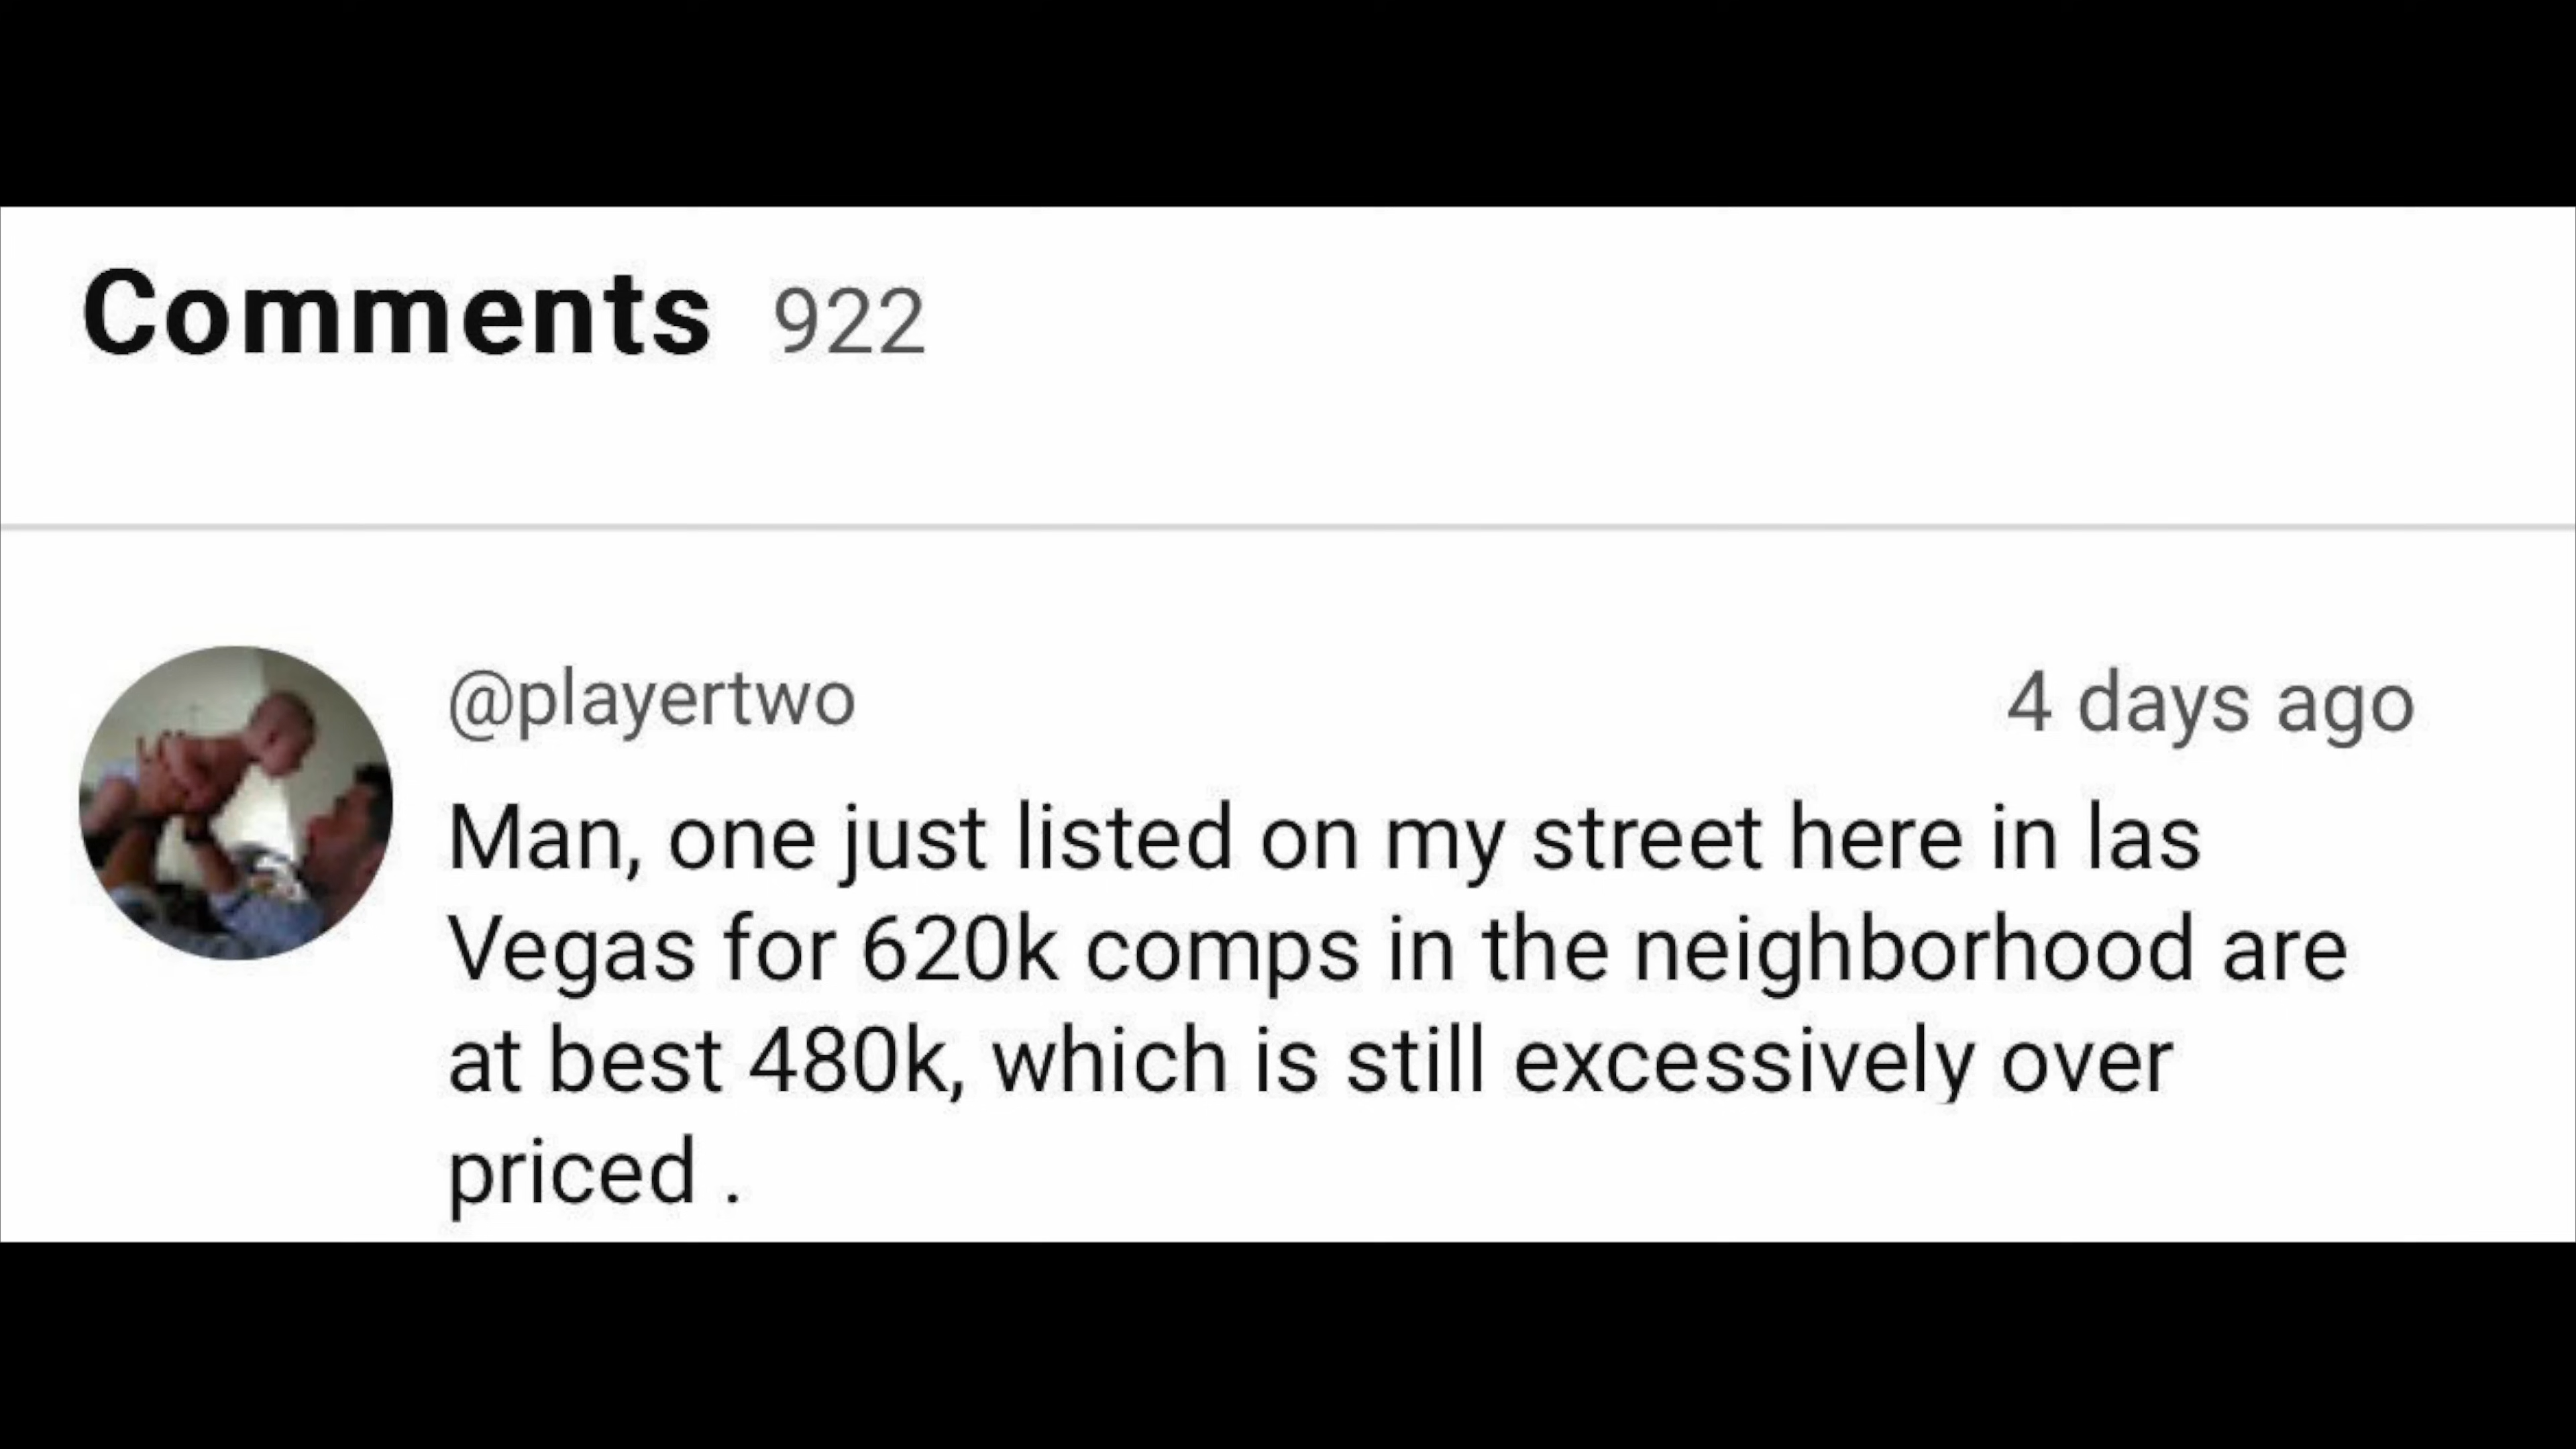 Comments 922
@playertwo 4 days ago
Man, one just listed on my street here in las
Vegas for 620k comps in the neighborhood are
at best 480k, which is still excessively over
priced .